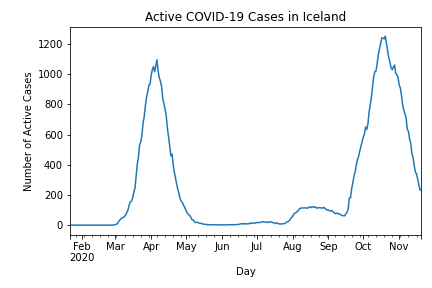 Active COVID-19 Cases in Iceland
Number of Active Cases
1200
1000
800
600
400
200
0
Feb Mar Apr May Jun Jul Aug Sep Oct Nov
2020
Day